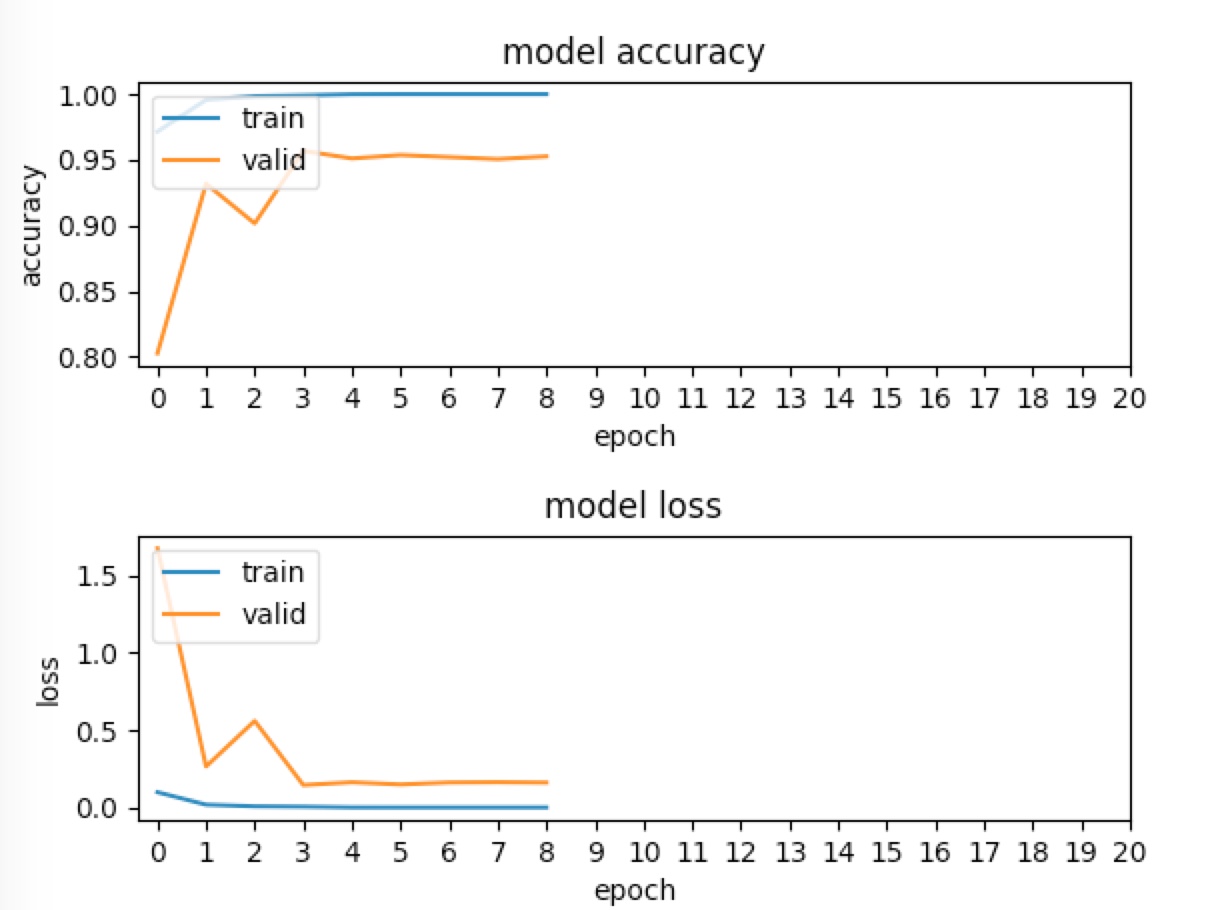 model accuracy
1.00
0.95
0.90
0.85
0.80
accuracy
train
valid
0 1 2 3 4 5 6 7 8 9 10 11 12 13 14 15 16 17 18 19 20
epoch
model loss
1.5
1.0
0.5
0.0
loss
train
valid
0 1 2 3 4 5 6 7 8 9 10 11 12 13 14 15 16 17 18 19 20
epoch